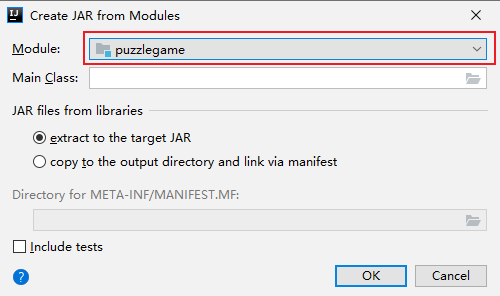 Create JAR from Modules
Module: puzzlegame
Main Class:
JAR files from libraries
extract to the target JAR
copy to the output directory and link via manifest
Directory for META-INF/MANIFEST.MF:
Include tests
? OK Cancel